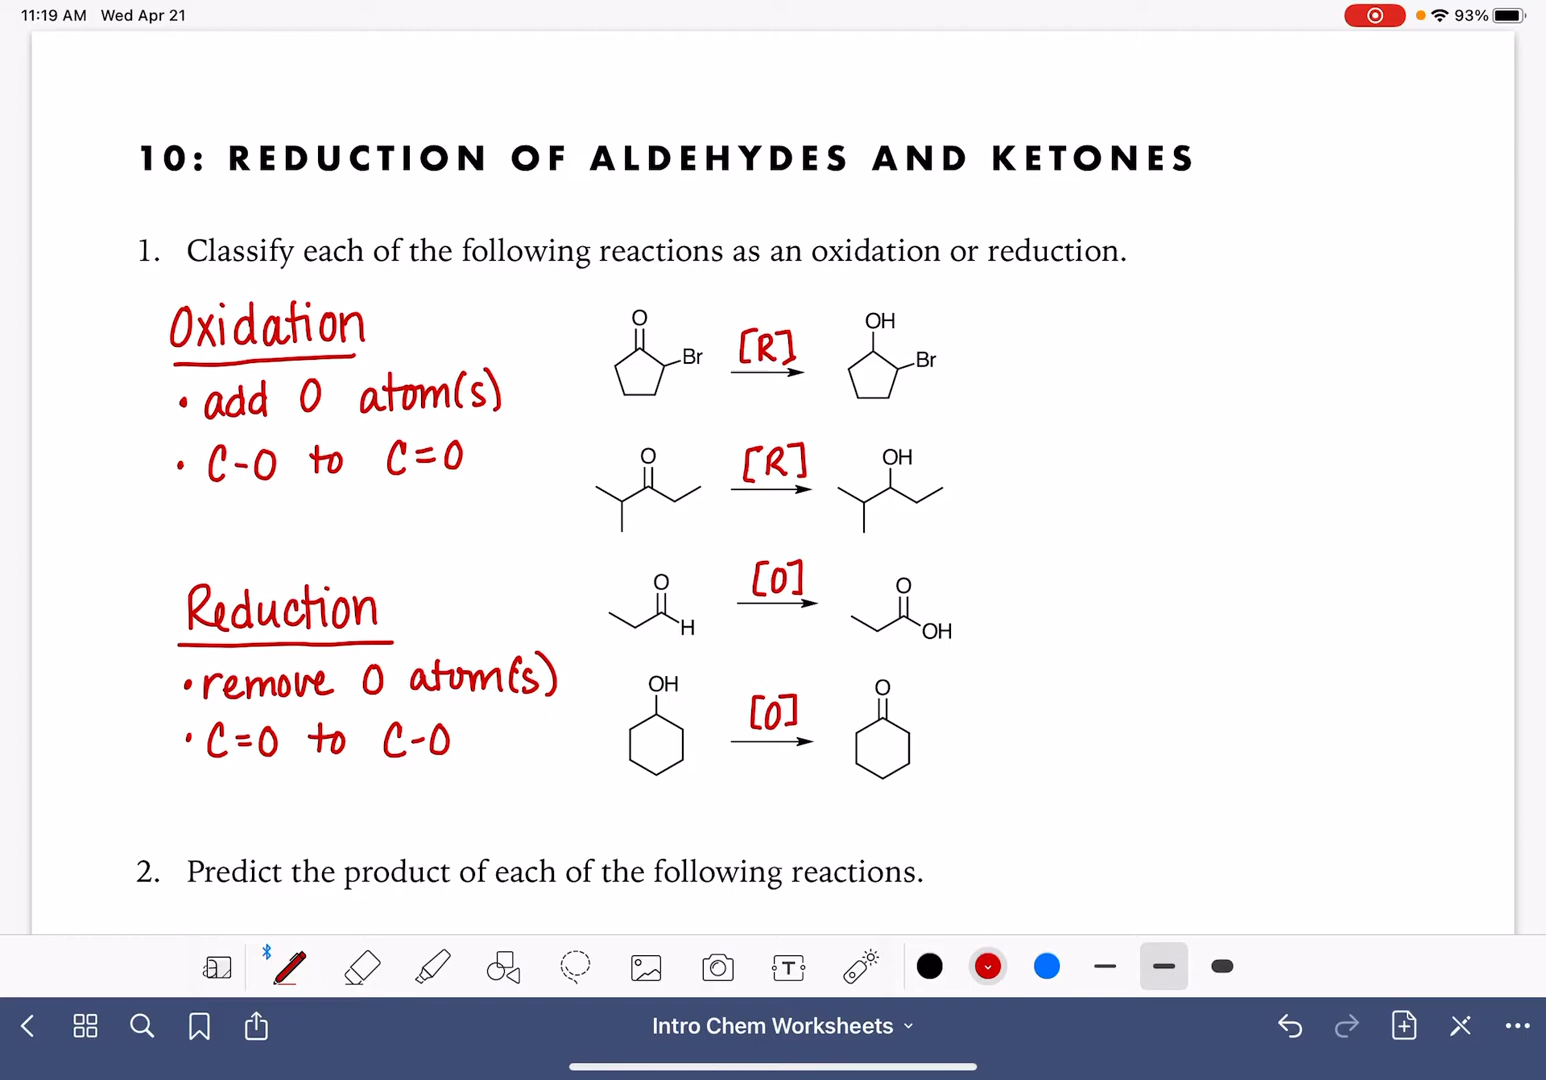 11:19 AM Wed Apr 21
93%
10: REDUCTION OF ALDEHYDES AND KETONES
1. Classify each of the following reactions as an oxidation or reduction.
Oxidation
• add O atom(s)
• C-O to C=O
O
Br
[R]
OH
Br
O
[R]
OH
Reduction
• remove O atom(s)
• C=O to C-O
O
H
[O]
O
OH
OH
[O]
O
2. Predict the product of each of the following reactions.
a
T
Intro Chem Worksheets